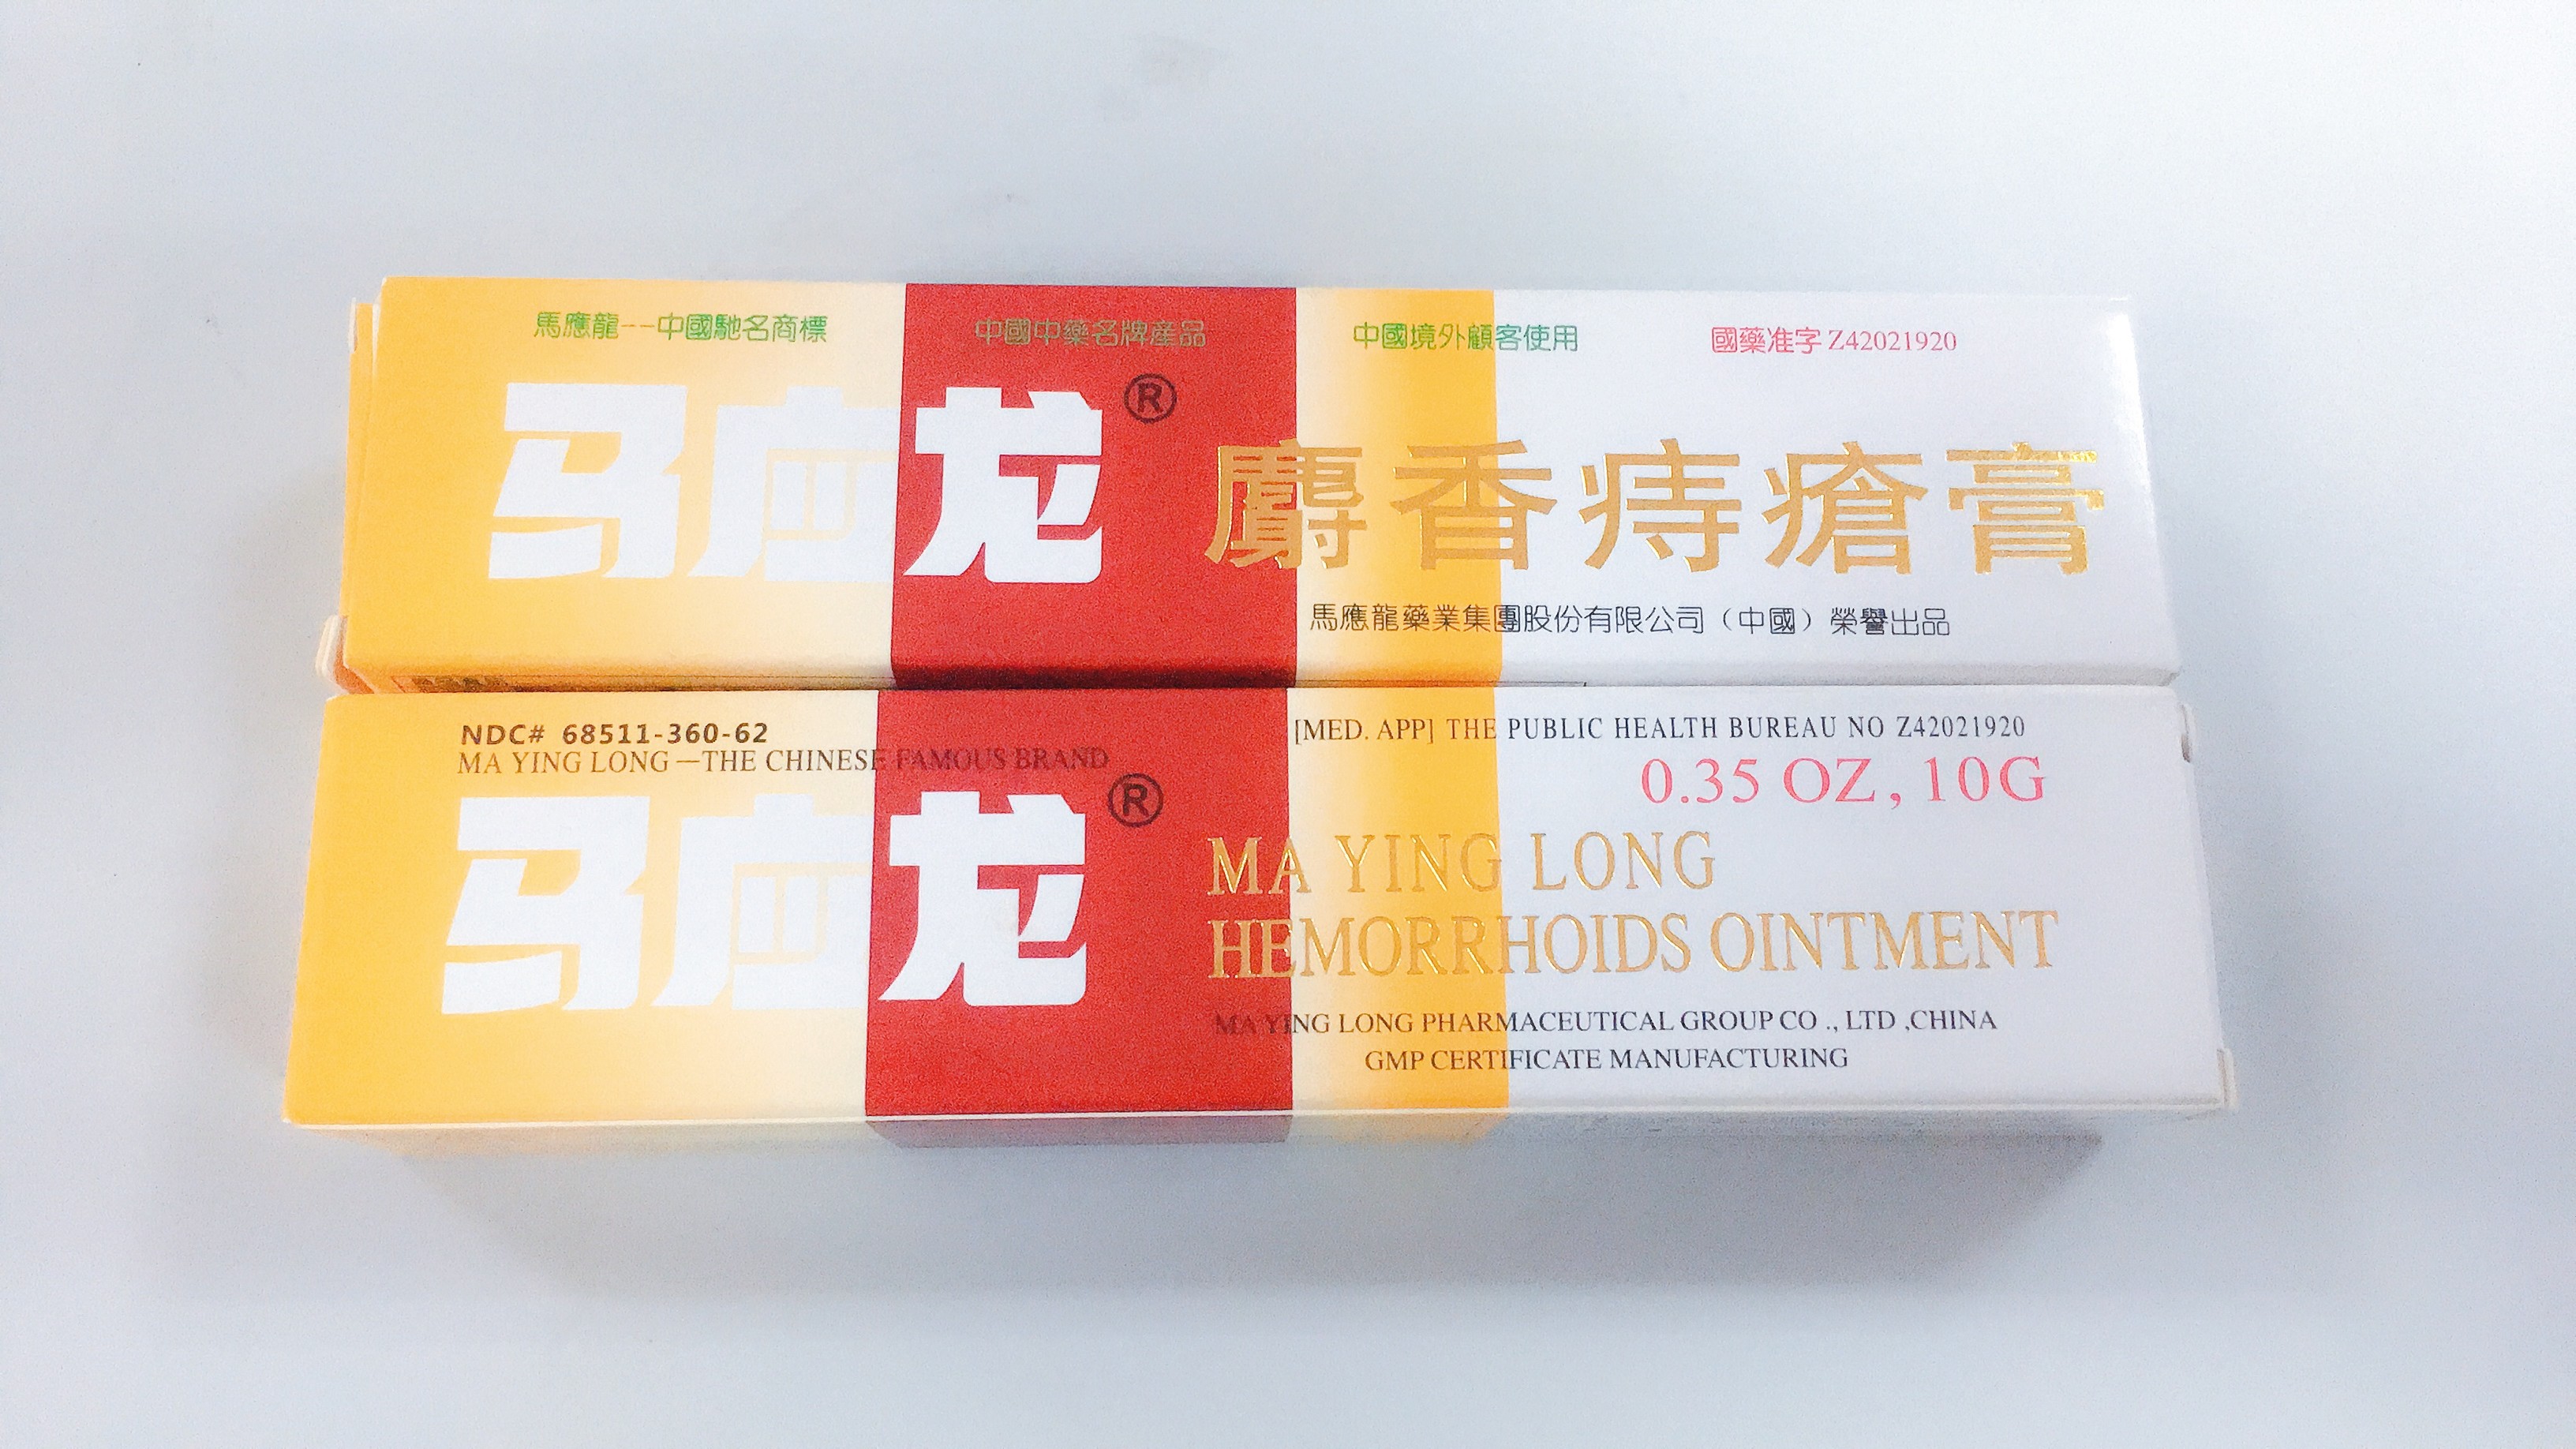 馬應龍--中國馳名商標 中國中藥名牌產品 中國境外顧客使用 國藥准字 Z42021920
马应龙®
麝香痔瘡膏
馬應龍藥業集團股份有限公司（中國）榮譽出品
NDC# 68511-360-62
MA YING LONG—THE CHINESE FAMOUS BRAND
马应龙®
[MED. APP] THE PUBLIC HEALTH BUREAU NO Z42021920
0.35 OZ, 10G
MA YING LONG
HEMORRHOIDS OINTMENT
MA YING LONG PHARMACEUTICAL GROUP CO ., LTD ,CHINA
GMP CERTIFICATE MANUFACTURING